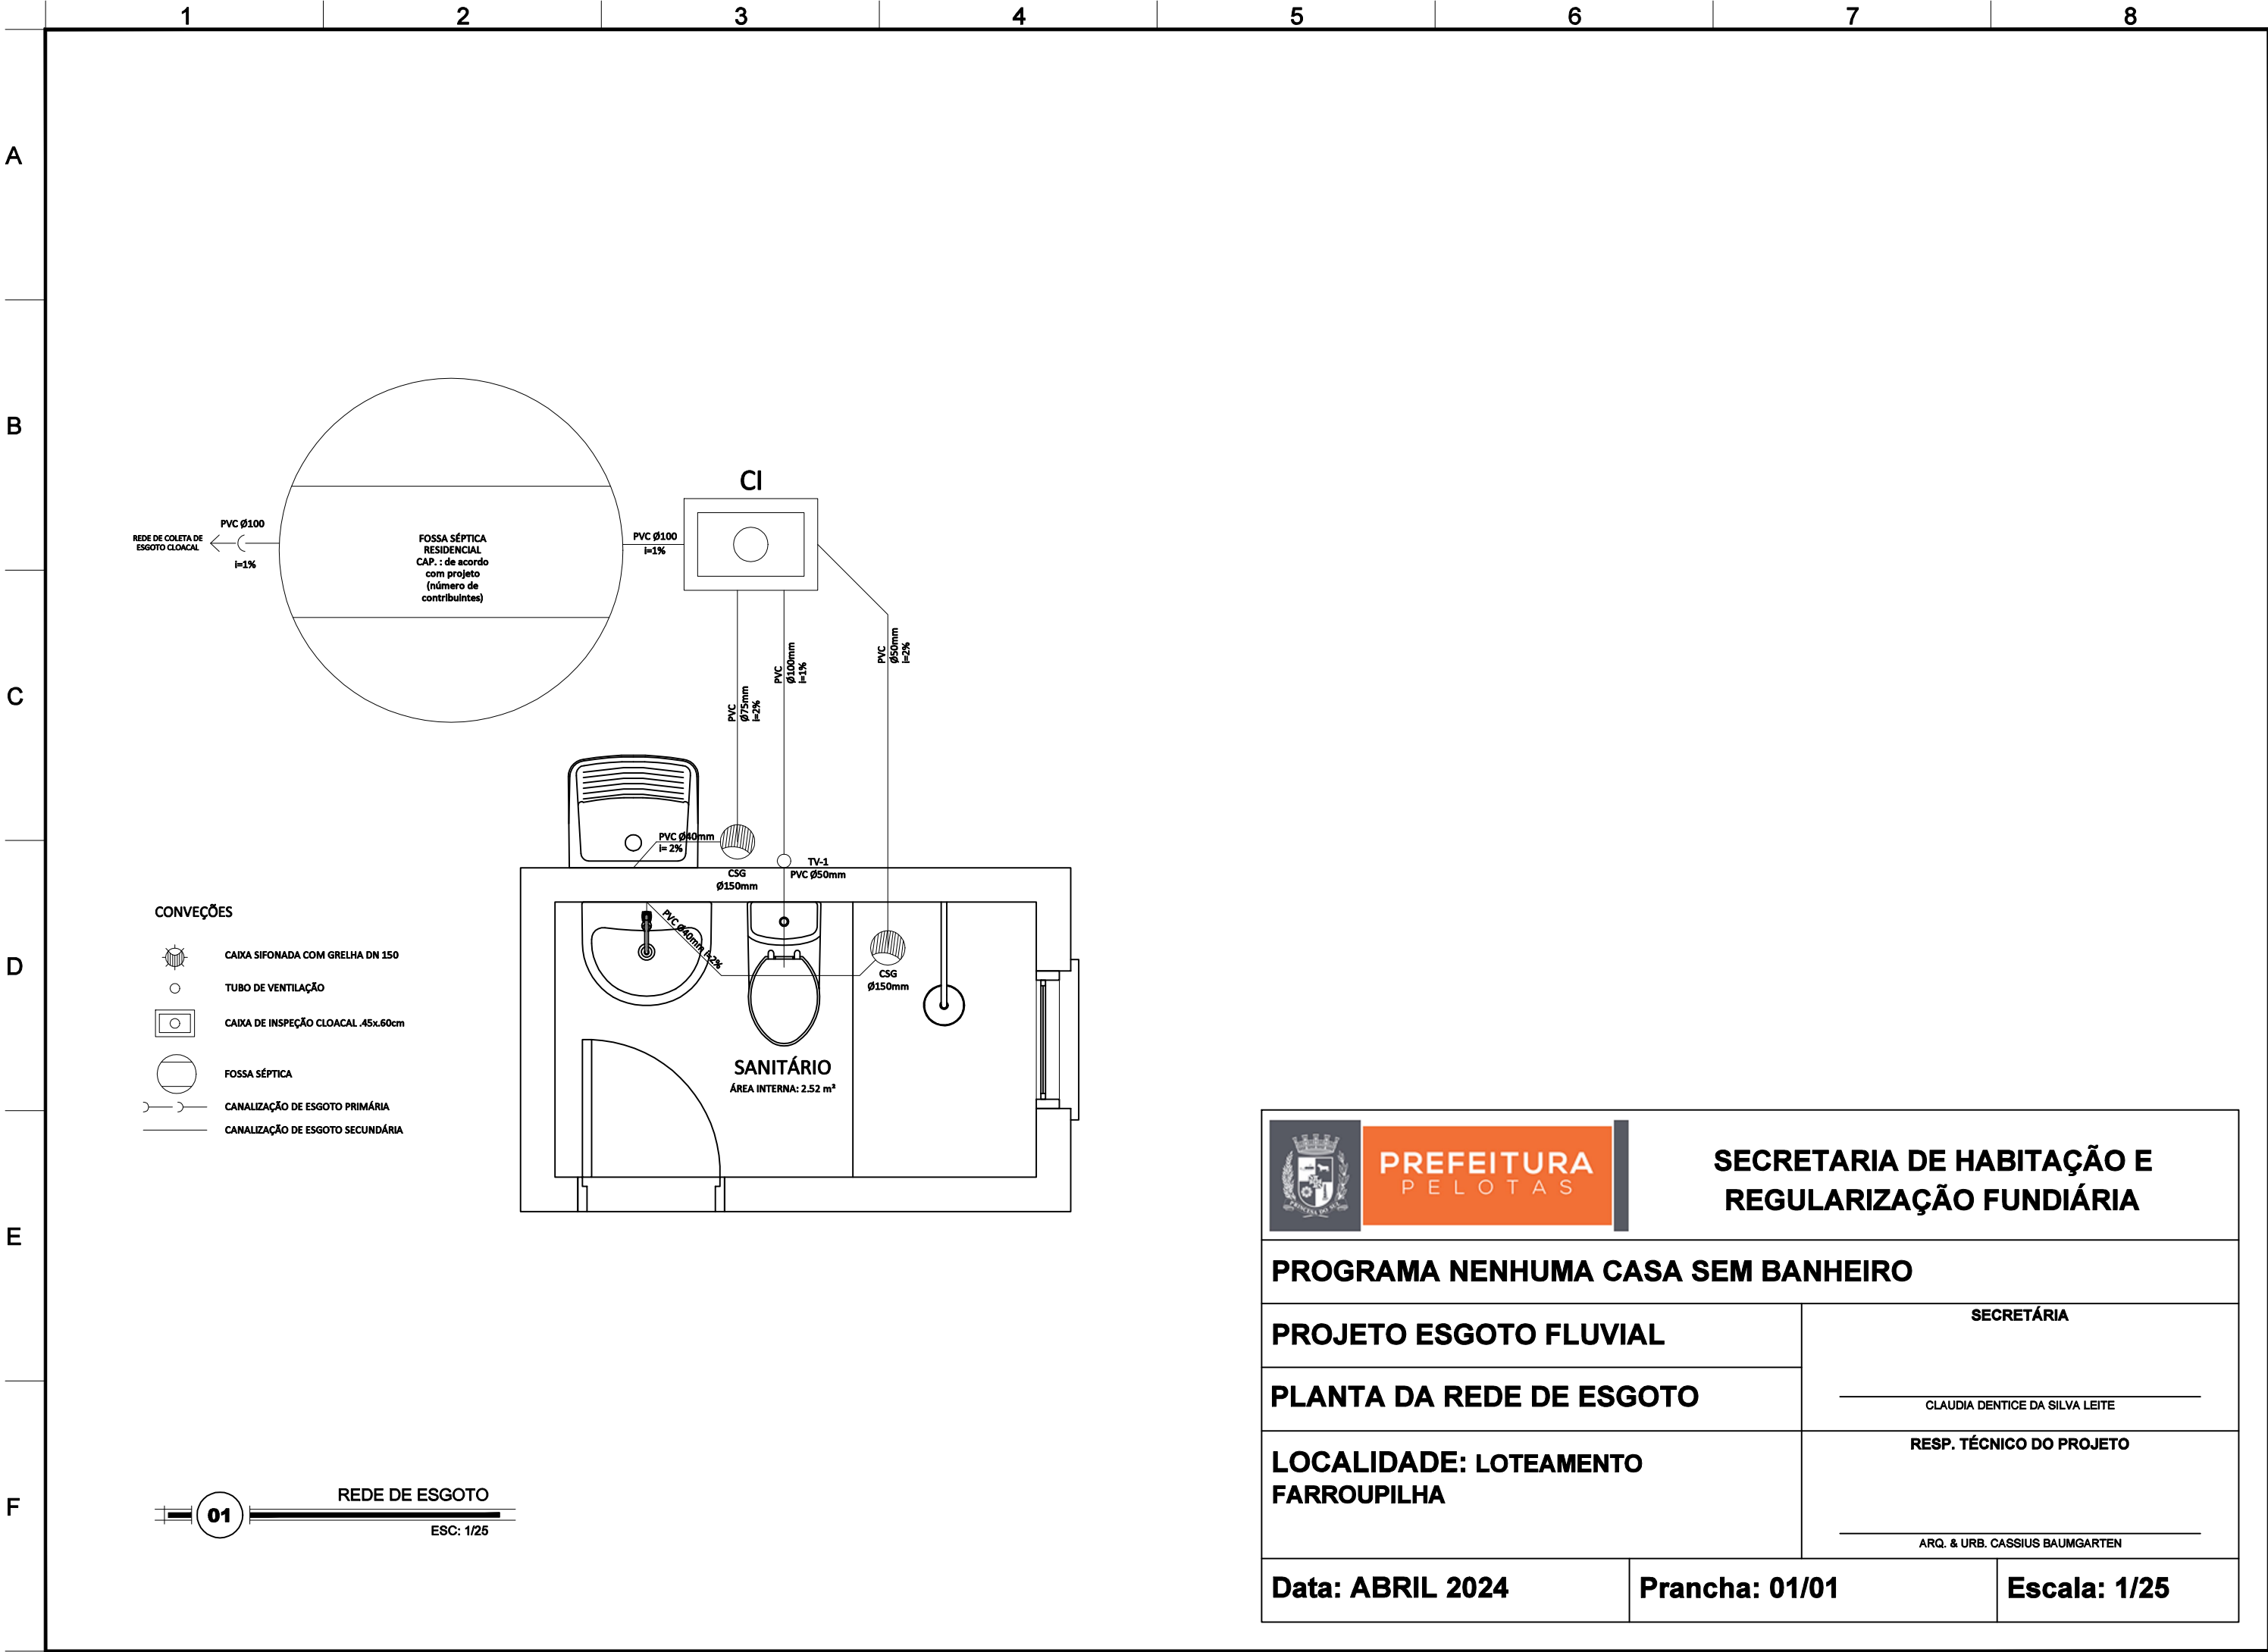 1 2 3 4 5 6 7 8
A
B
C
D
E
F
CI
PVC Ø100
i=1%
REDE DE COLETA DE
ESGOTO CLOACAL
FOSSA SÉPTICA
RESIDENCIAL
CAP. : de acordo
com projeto
(número de
contribuintes)
PVC Ø100
i=1%
PVC
Ø75mm
i=2%
PVC
Ø100mm
i=1%
PVC
Ø50mm
i=2%
PVC Ø40mm
i= 2%
CSG
Ø150mm
TV-1
PVC Ø50mm
PVC Ø40mm i=2%
CSG
Ø150mm
SANITÁRIO
ÁREA INTERNA: 2.52 m²
CONVEÇÕES
CAIXA SIFONADA COM GRELHA DN 150
TUBO DE VENTILAÇÃO
CAIXA DE INSPEÇÃO CLOACAL .45x.60cm
FOSSA SÉPTICA
CANALIZAÇÃO DE ESGOTO PRIMÁRIA
CANALIZAÇÃO DE ESGOTO SECUNDÁRIA
01
REDE DE ESGOTO
ESC: 1/25
PREFEITURA
PELOTAS
SECRETARIA DE HABITAÇÃO E
REGULARIZAÇÃO FUNDIÁRIA
PROGRAMA NENHUMA CASA SEM BANHEIRO
PROJETO ESGOTO FLUVIAL
PLANTA DA REDE DE ESGOTO
SECRETÁRIA
CLAUDIA DENTICE DA SILVA LEITE
LOCALIDADE: LOTEAMENTO
FARROUPILHA
RESP. TÉCNICO DO PROJETO
ARQ. & URB. CASSIUS BAUMGARTEN
Data: ABRIL 2024
Prancha: 01/01
Escala: 1/25